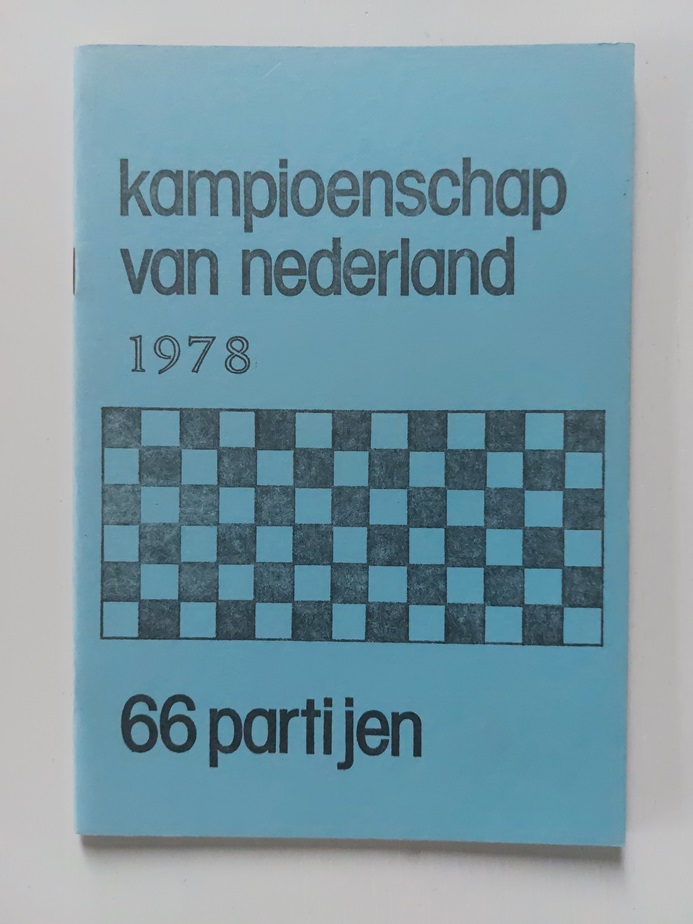 kampioenschap
van nederland
1978
66 partijen